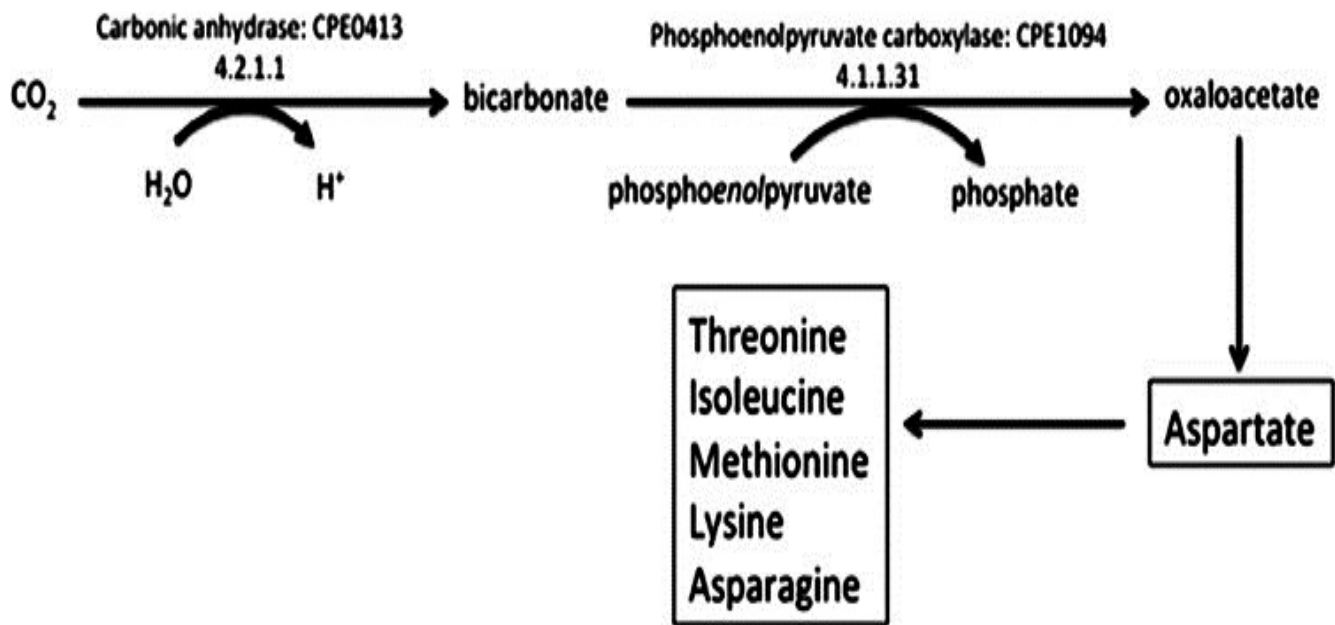 Carbonic anhydrase: CPE0413
4.2.1.1
Phosphoenolpyruvate carboxylase: CPE1094
4.1.1.31
CO₂
bicarbonate
oxaloacetate
H₂O
H⁺
phosphoenolpyruvate
phosphate
Threonine
Isoleucine
Methionine
Lysine
Asparagine
Aspartate